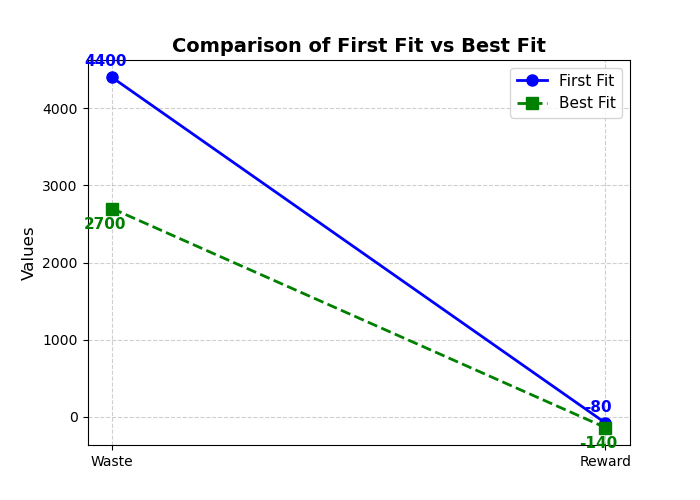 Comparison of First Fit vs Best Fit
4400
First Fit
Best Fit
4000
3000
2700
2000
1000
0
-80
-140
Values
Waste
Reward